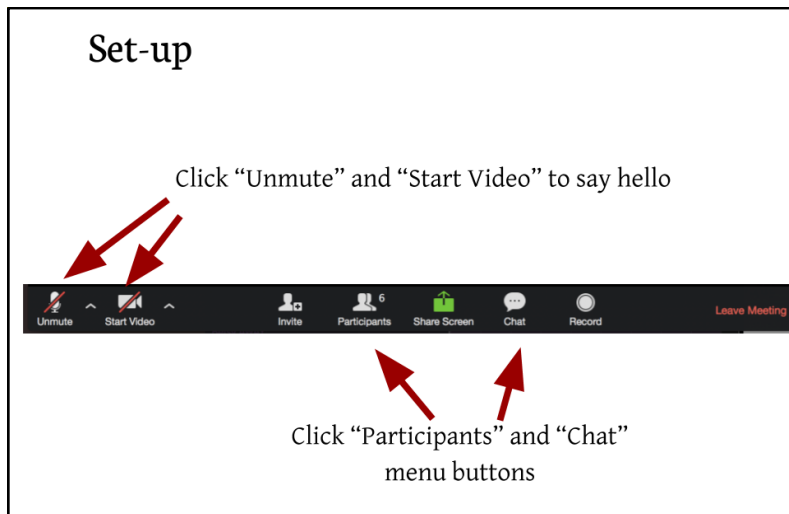 Set-up
Click “Unmute” and “Start Video” to say hello
6
Unmute Start Video Invite Participants Share Screen Chat Record Leave Meeting
Click “Participants” and “Chat”
menu buttons